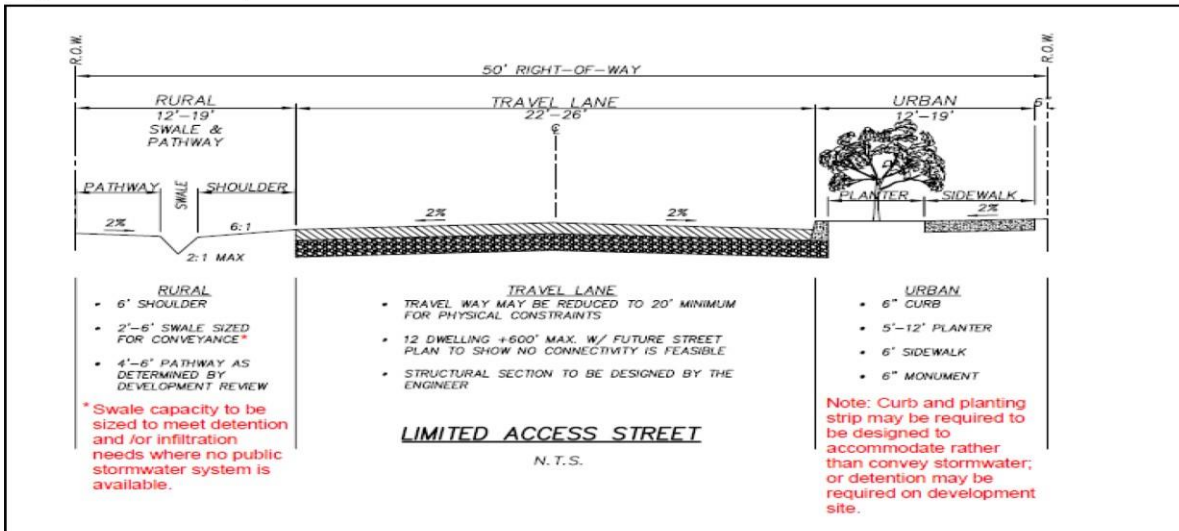 R.O.W.
R.O.W.
50' RIGHT-OF-WAY
RURAL
12'-19'
SWALE &
PATHWAY
TRAVEL LANE
22'-26'
℄
URBAN
12'-19'
6"
PATHWAY
SWALE
SHOULDER
PLANTER
SIDEWALK
2%
6:1
2:1 MAX
2%
2%
2%
RURAL
• 6' SHOULDER
• 2'-6' SWALE SIZED
FOR CONVEYANCE*
• 4'-6' PATHWAY AS
DETERMINED BY
DEVELOPMENT REVIEW
* Swale capacity to be
sized to meet detention
and /or infiltration
needs where no public
stormwater system is
available.
TRAVEL LANE
• TRAVEL WAY MAY BE REDUCED TO 20' MINIMUM
FOR PHYSICAL CONSTRAINTS
• 12 DWELLING +600' MAX. W/ FUTURE STREET
PLAN TO SHOW NO CONNECTIVITY IS FEASIBLE
• STRUCTURAL SECTION TO BE DESIGNED BY THE
ENGINEER
LIMITED ACCESS STREET
N.T.S.
URBAN
• 6" CURB
• 5'-12' PLANTER
• 6' SIDEWALK
• 6" MONUMENT
Note: Curb and planting
strip may be required to
be designed to
accommodate rather
than convey stormwater;
or detention may be
required on development
site.